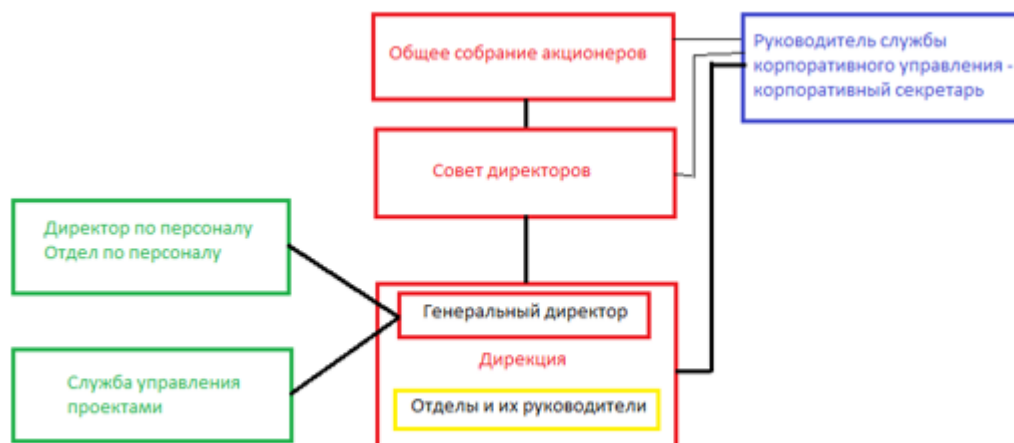 Общее собрание акционеров
Руководитель службы
корпоративного управления -
корпоративный секретарь
Совет директоров
Директор по персоналу
Отдел по персоналу
Генеральный директор
Дирекция
Служба управления
проектами
Отделы и их руководители